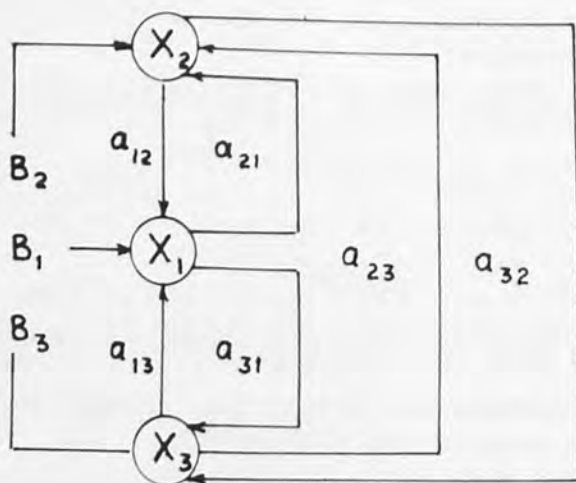 X₂
a₁₂
a₂₁
B₂
B₁
X₁
a₂₃
a₃₂
B₃
a₁₃
a₃₁
X₃